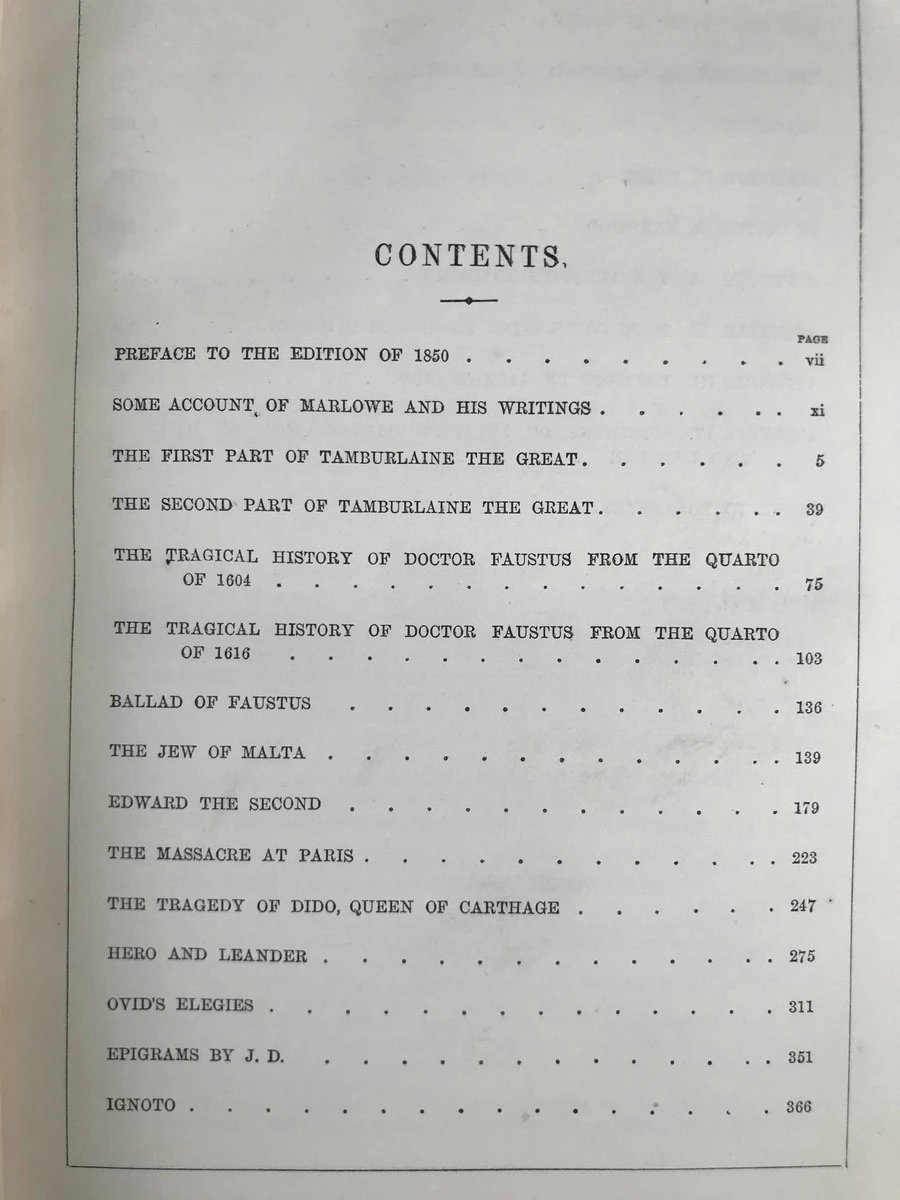 CONTENTS.
PAGE
PREFACE TO THE EDITION OF 1850 . . . . . . . . . vii
SOME ACCOUNT OF MARLOWE AND HIS WRITINGS . . . . . . xi
THE FIRST PART OF TAMBURLAINE THE GREAT . . . . . . 5
THE SECOND PART OF TAMBURLAINE THE GREAT . . . . . . 39
THE TRAGICAL HISTORY OF DOCTOR FAUSTUS FROM THE QUARTO
OF 1604 . . . . . . . . . . . . . . 75
THE TRAGICAL HISTORY OF DOCTOR FAUSTUS FROM THE QUARTO
OF 1616 . . . . . . . . . . . . . . 103
BALLAD OF FAUSTUS . . . . . . . . . . . . 136
THE JEW OF MALTA . . . . . . . . . . . . . 139
EDWARD THE SECOND . . . . . . . . . . . . 179
THE MASSACRE AT PARIS . . . . . . . . . . . . 223
THE TRAGEDY OF DIDO, QUEEN OF CARTHAGE . . . . . . 247
HERO AND LEANDER . . . . . . . . . . . . . 275
OVID'S ELEGIES . . . . . . . . . . . . . . 311
EPIGRAMS BY J. D. . . . . . . . . . . . . . 351
IGNOTO . . . . . . . . . . . . . . . . 366